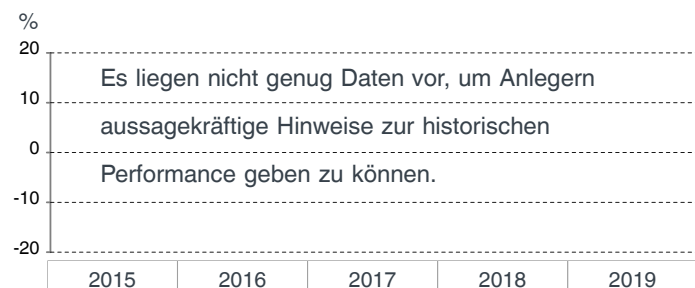 %
20
Es liegen nicht genug Daten vor, um Anlegern
10
aussagekräftige Hinweise zur historischen
0
Performance geben zu können.
-10
-20
2015 2016 2017 2018 2019